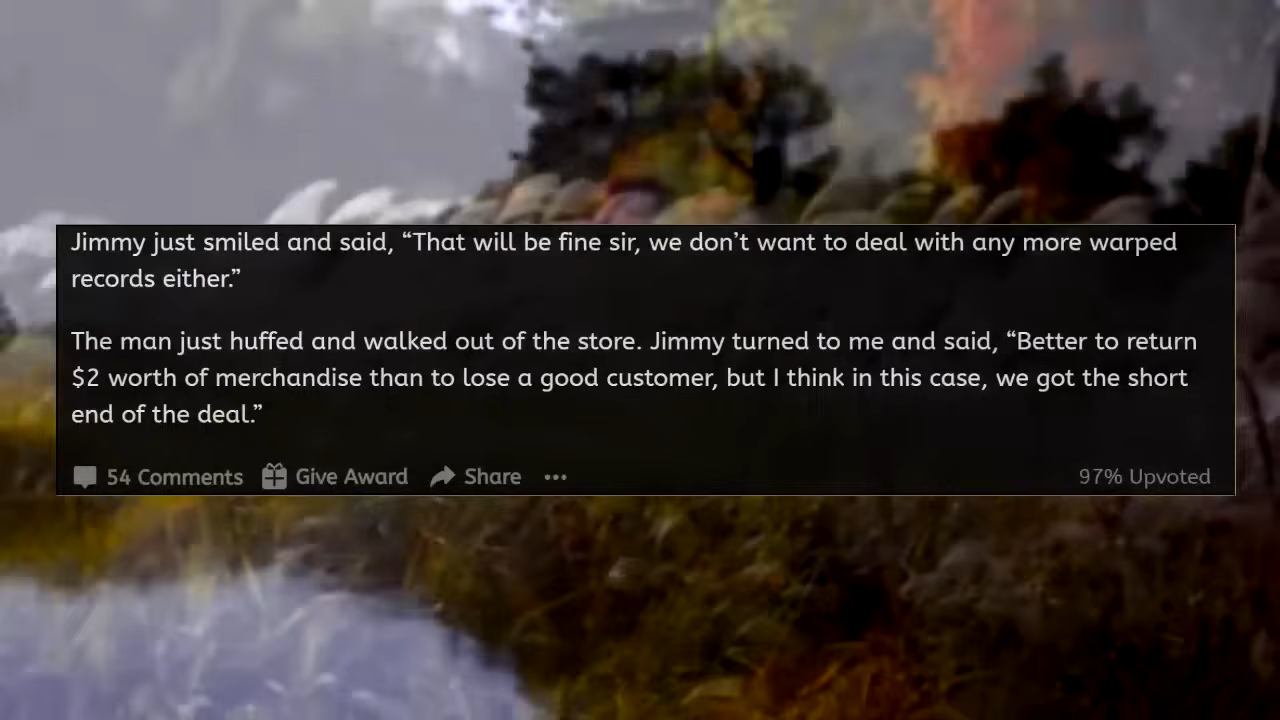 Jimmy just smiled and said, “That will be fine sir, we don’t want to deal with any more warped
records either.”
The man just huffed and walked out of the store. Jimmy turned to me and said, “Better to return
$2 worth of merchandise than to lose a good customer, but I think in this case, we got the short
end of the deal.”
54 Comments Give Award Share ••• 97% Upvoted